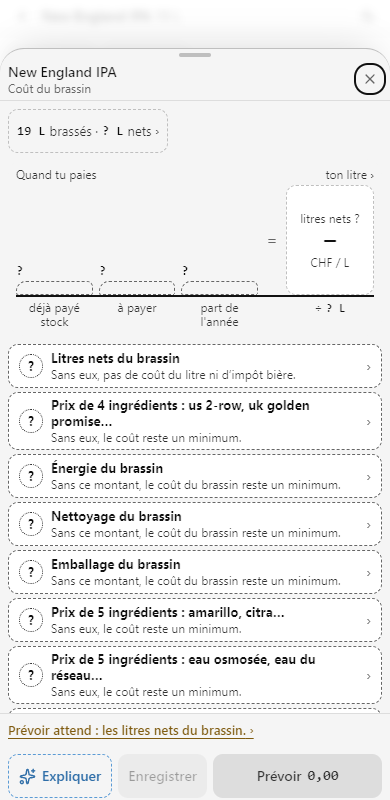 New England IPA
Coût du brassin
19 L brassés · ? L nets ›
Quand tu paies
ton litre ›
litres nets ?
–
CHF / L
=
? ? ?
déjà payé stock
à payer
part de l'année
÷ ? L
? Litres nets du brassin ›
Sans eux, pas de coût du litre ni d'impôt bière.
? Prix de 4 ingrédients : us 2-row, uk golden
promise… ›
Sans eux, le coût reste un minimum.
? Énergie du brassin ›
Sans ce montant, le coût du brassin reste un minimum.
? Nettoyage du brassin ›
Sans ce montant, le coût du brassin reste un minimum.
? Emballage du brassin ›
Sans ce montant, le coût du brassin reste un minimum.
? Prix de 5 ingrédients : amarillo, citra… ›
Sans eux, le coût reste un minimum.
? Prix de 5 ingrédients : eau osmosée, eau du
réseau… ›
Sans eux, le coût reste un minimum.
Prévoir attend : les litres nets du brassin. ›
Expliquer
Enregistrer
Prévoir 0,00